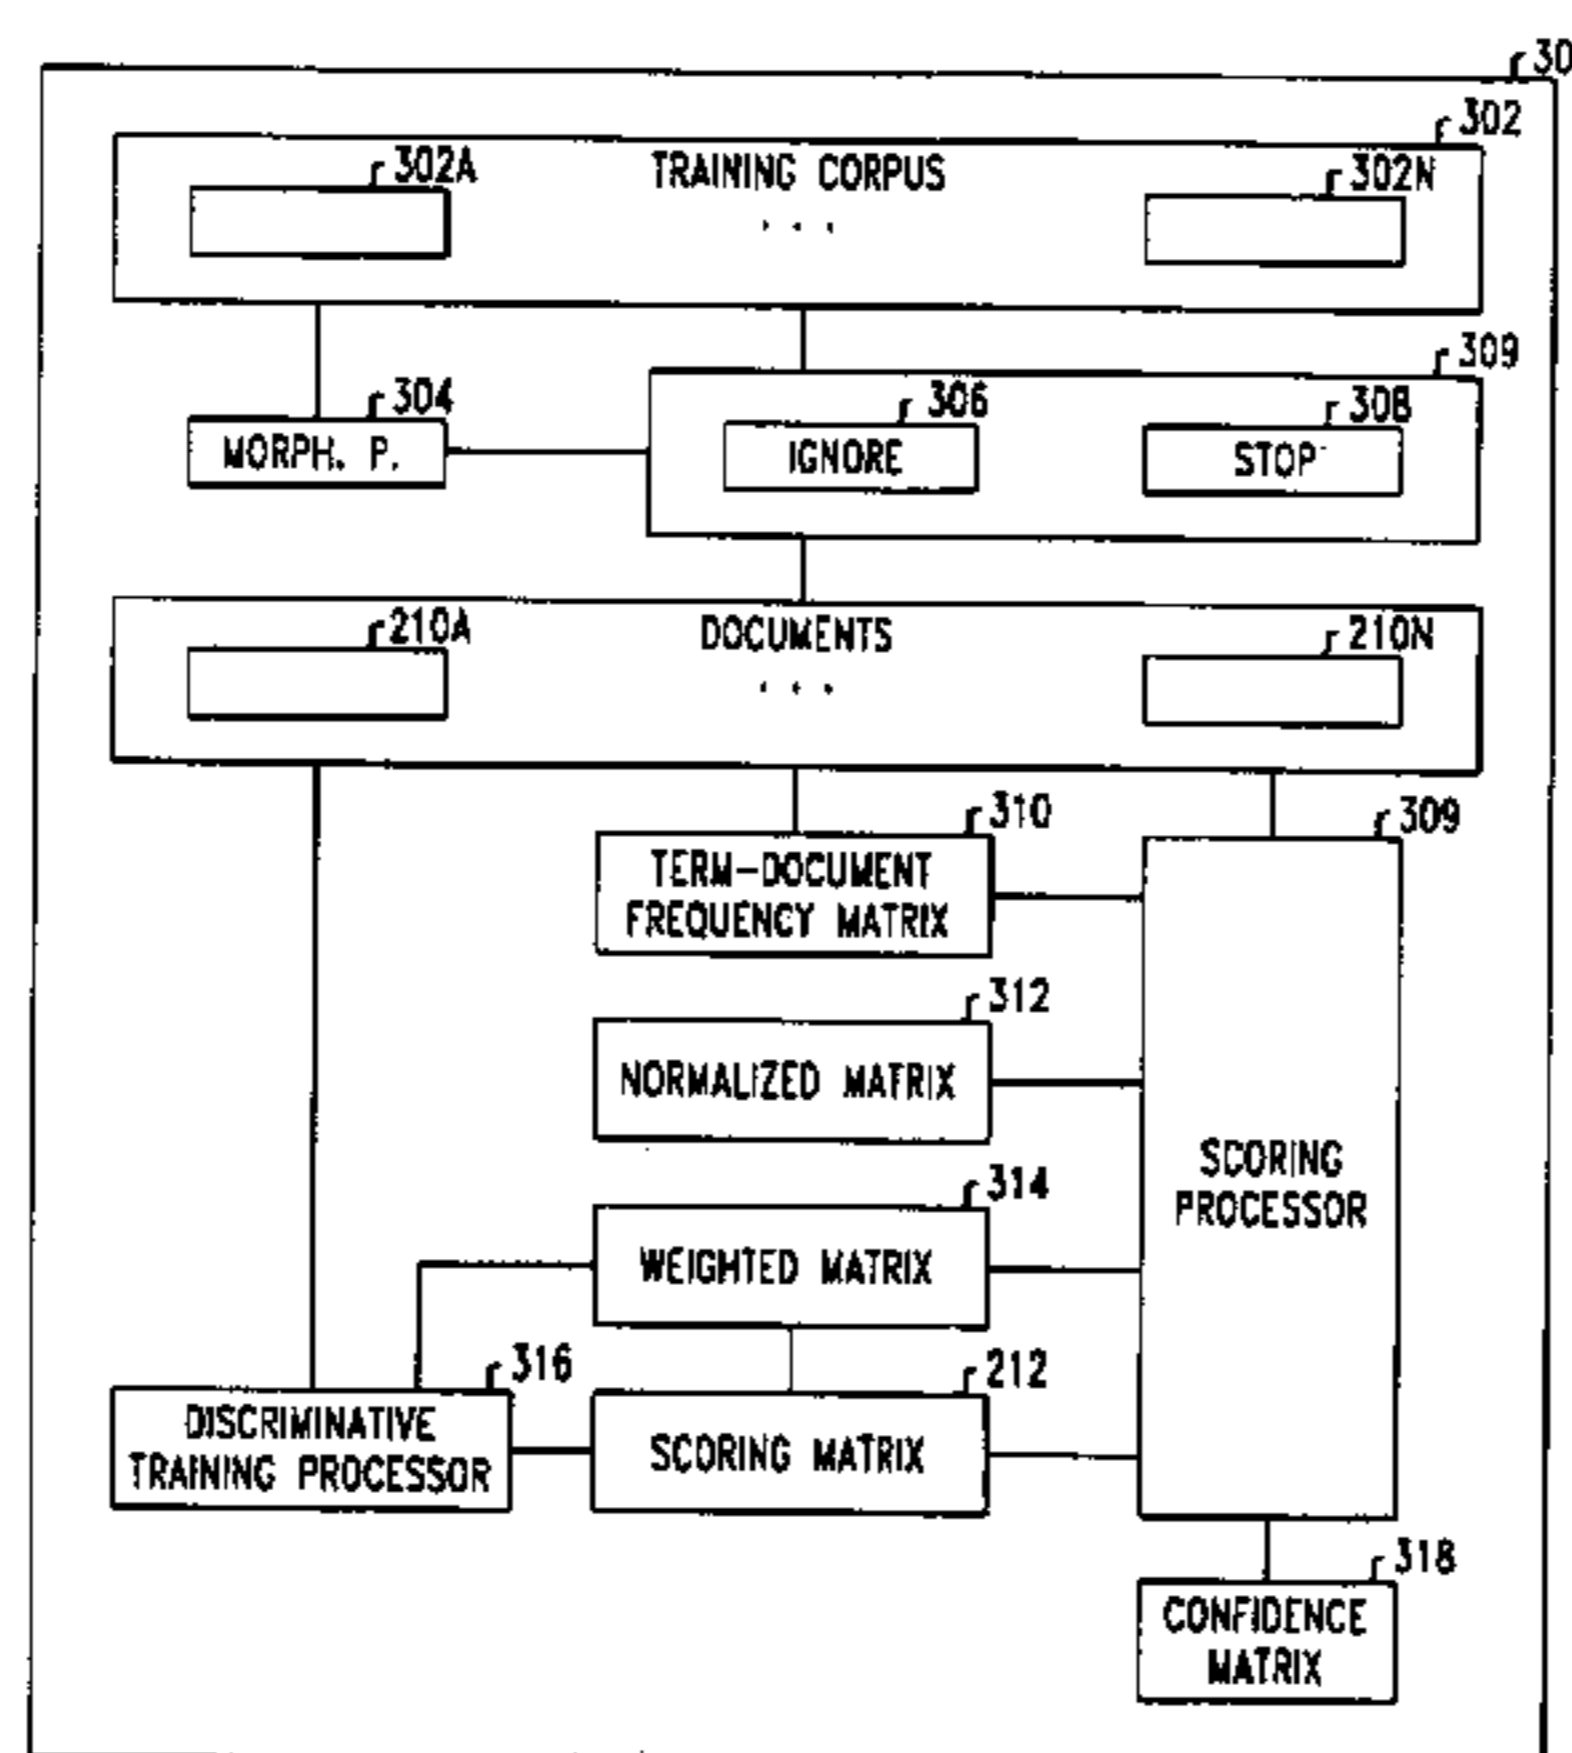 30
302
302A
TRAINING CORPUS
302N
. . .
309
304
306
308
MORPH. P.
IGNORE
STOP
210A
DOCUMENTS
210N
. . .
310
309
TERM-DOCUMENT
FREQUENCY MATRIX
312
NORMALIZED MATRIX
SCORING
PROCESSOR
314
WEIGHTED MATRIX
316
212
DISCRIMINATIVE
TRAINING PROCESSOR
SCORING MATRIX
318
CONFIDENCE
MATRIX